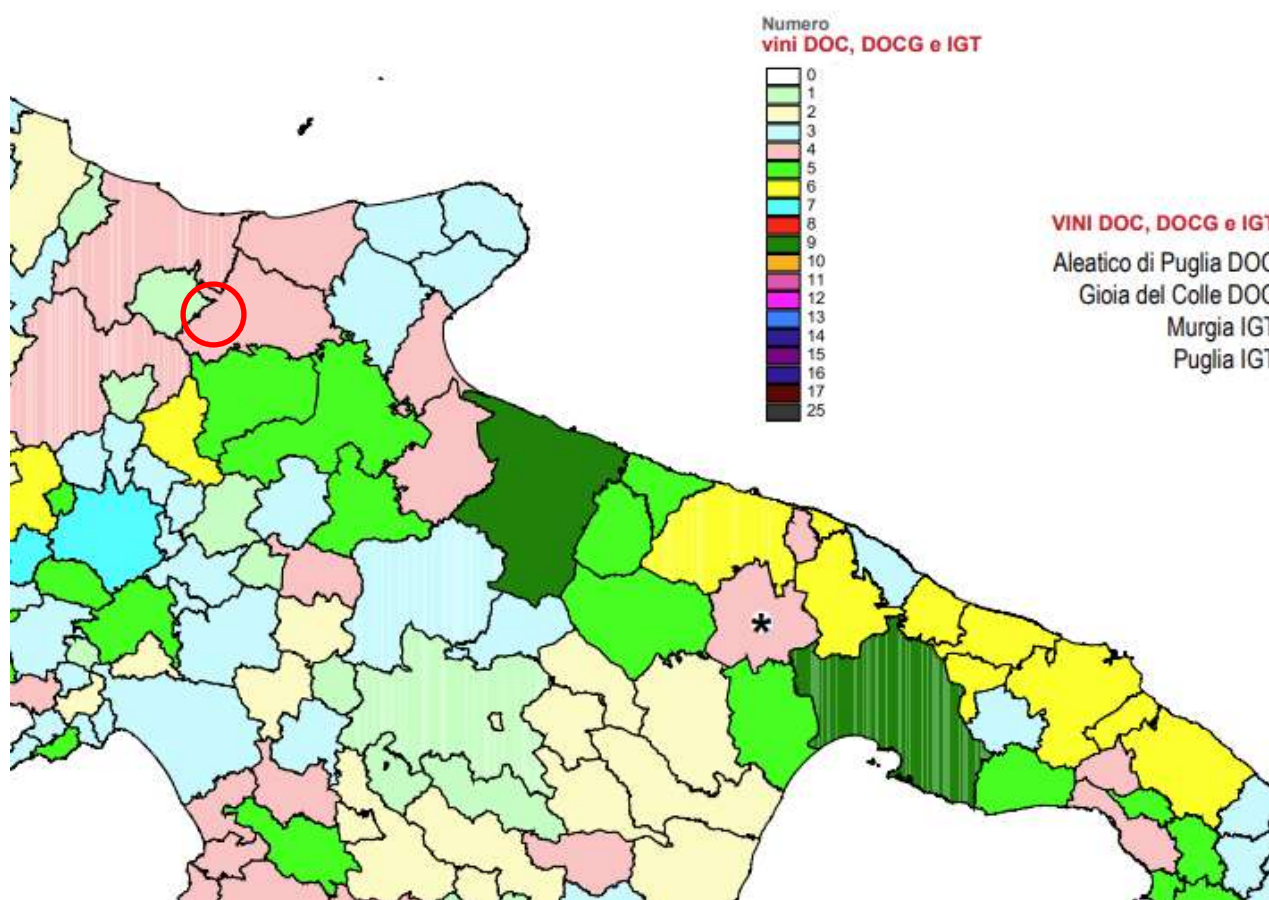 Numero
vini DOC, DOCG e IGT
0
1
2
3
4
5
6
7
8
9
10
11
12
13
14
15
16
17
25
VINI DOC, DOCG e IGT
Aleatico di Puglia DOC
Gioia del Colle DOC
Murgia IGT
Puglia IGT
*